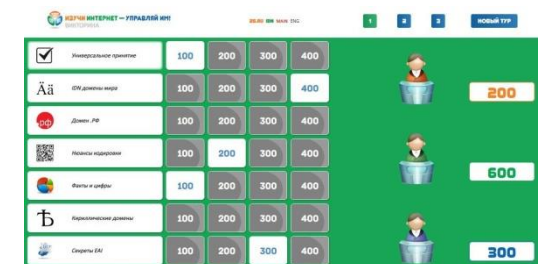 ИЗУЧИ ИНТЕРНЕТ — УПРАВЛЯЙ ИМ!
ВИКТОРИНА
ENG
1 2 3 НОВЫЙ ТУР
Универсальное принятие 100 200 300 400
Ää IDN домены мира 100 200 300 400
200
.рф Домен .РФ 100 200 300 400
Нюансы кодировки 100 200 300 400
600
Факты и цифры 100 200 300 400
Ђ Кириллические домены 100 200 300 400
Секреты EAI 100 200 300 400
300